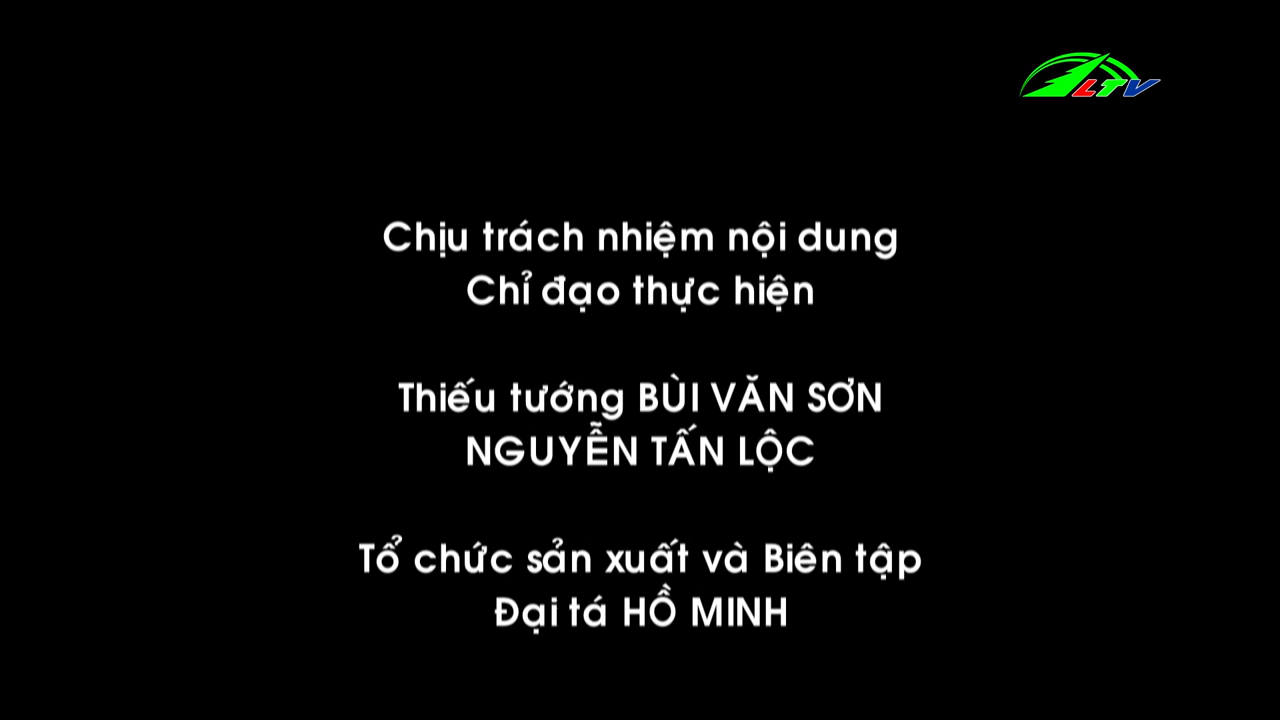 LTV
Chịu trách nhiệm nội dung
Chỉ đạo thực hiện
Thiếu tướng BÙI VĂN SƠN
NGUYỄN TẤN LỘC
Tổ chức sản xuất và Biên tập
Đại tá HỒ MINH